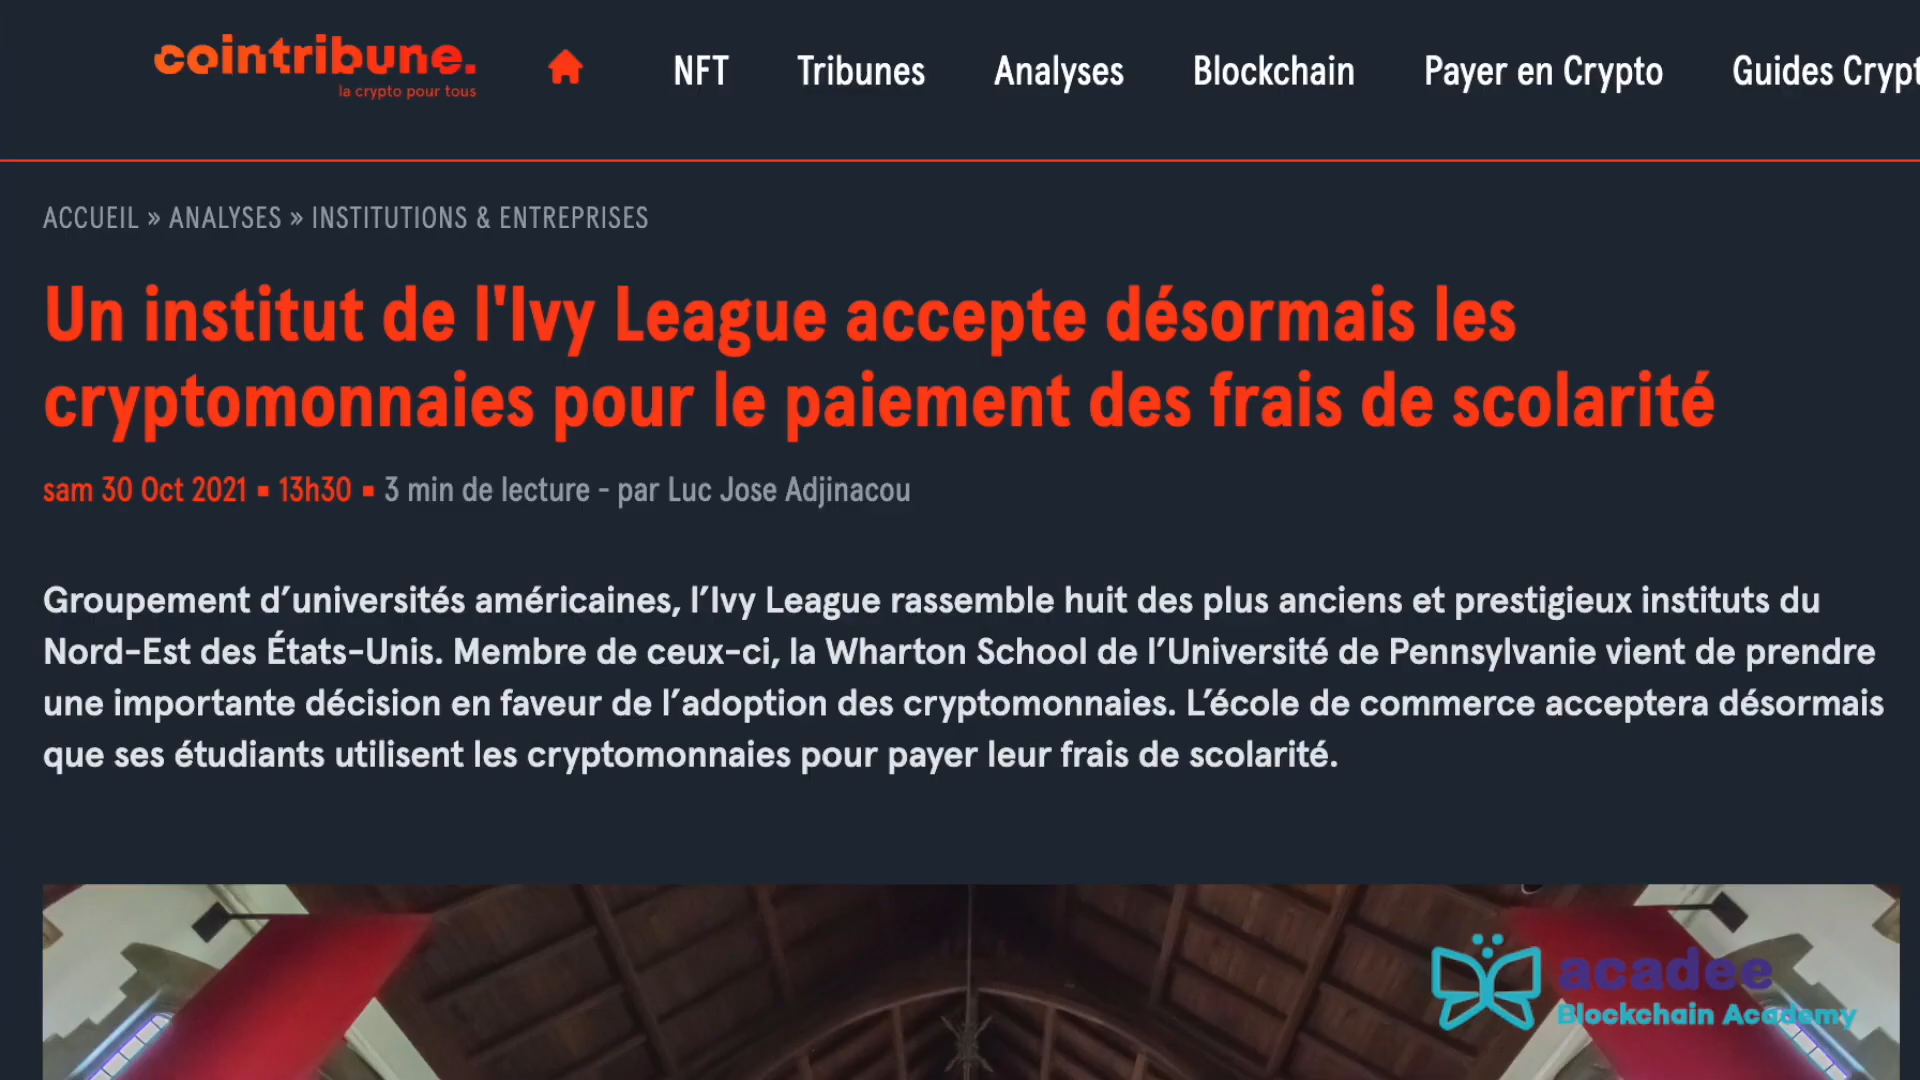 cointribune.
la crypto pour tous
NFT
Tribunes
Analyses
Blockchain
Payer en Crypto
Guides Crypt
ACCUEIL » ANALYSES » INSTITUTIONS & ENTREPRISES
Un institut de l'Ivy League accepte désormais les
cryptomonnaies pour le paiement des frais de scolarité
sam 30 Oct 2021 ▪ 13h30 ▪ 3 min de lecture - par Luc Jose Adjinacou
Groupement d’universités américaines, l’Ivy League rassemble huit des plus anciens et prestigieux instituts du
Nord-Est des États-Unis. Membre de ceux-ci, la Wharton School de l’Université de Pennsylvanie vient de prendre
une importante décision en faveur de l’adoption des cryptomonnaies. L’école de commerce acceptera désormais
que ses étudiants utilisent les cryptomonnaies pour payer leur frais de scolarité.
acadee
Blockchain Academy